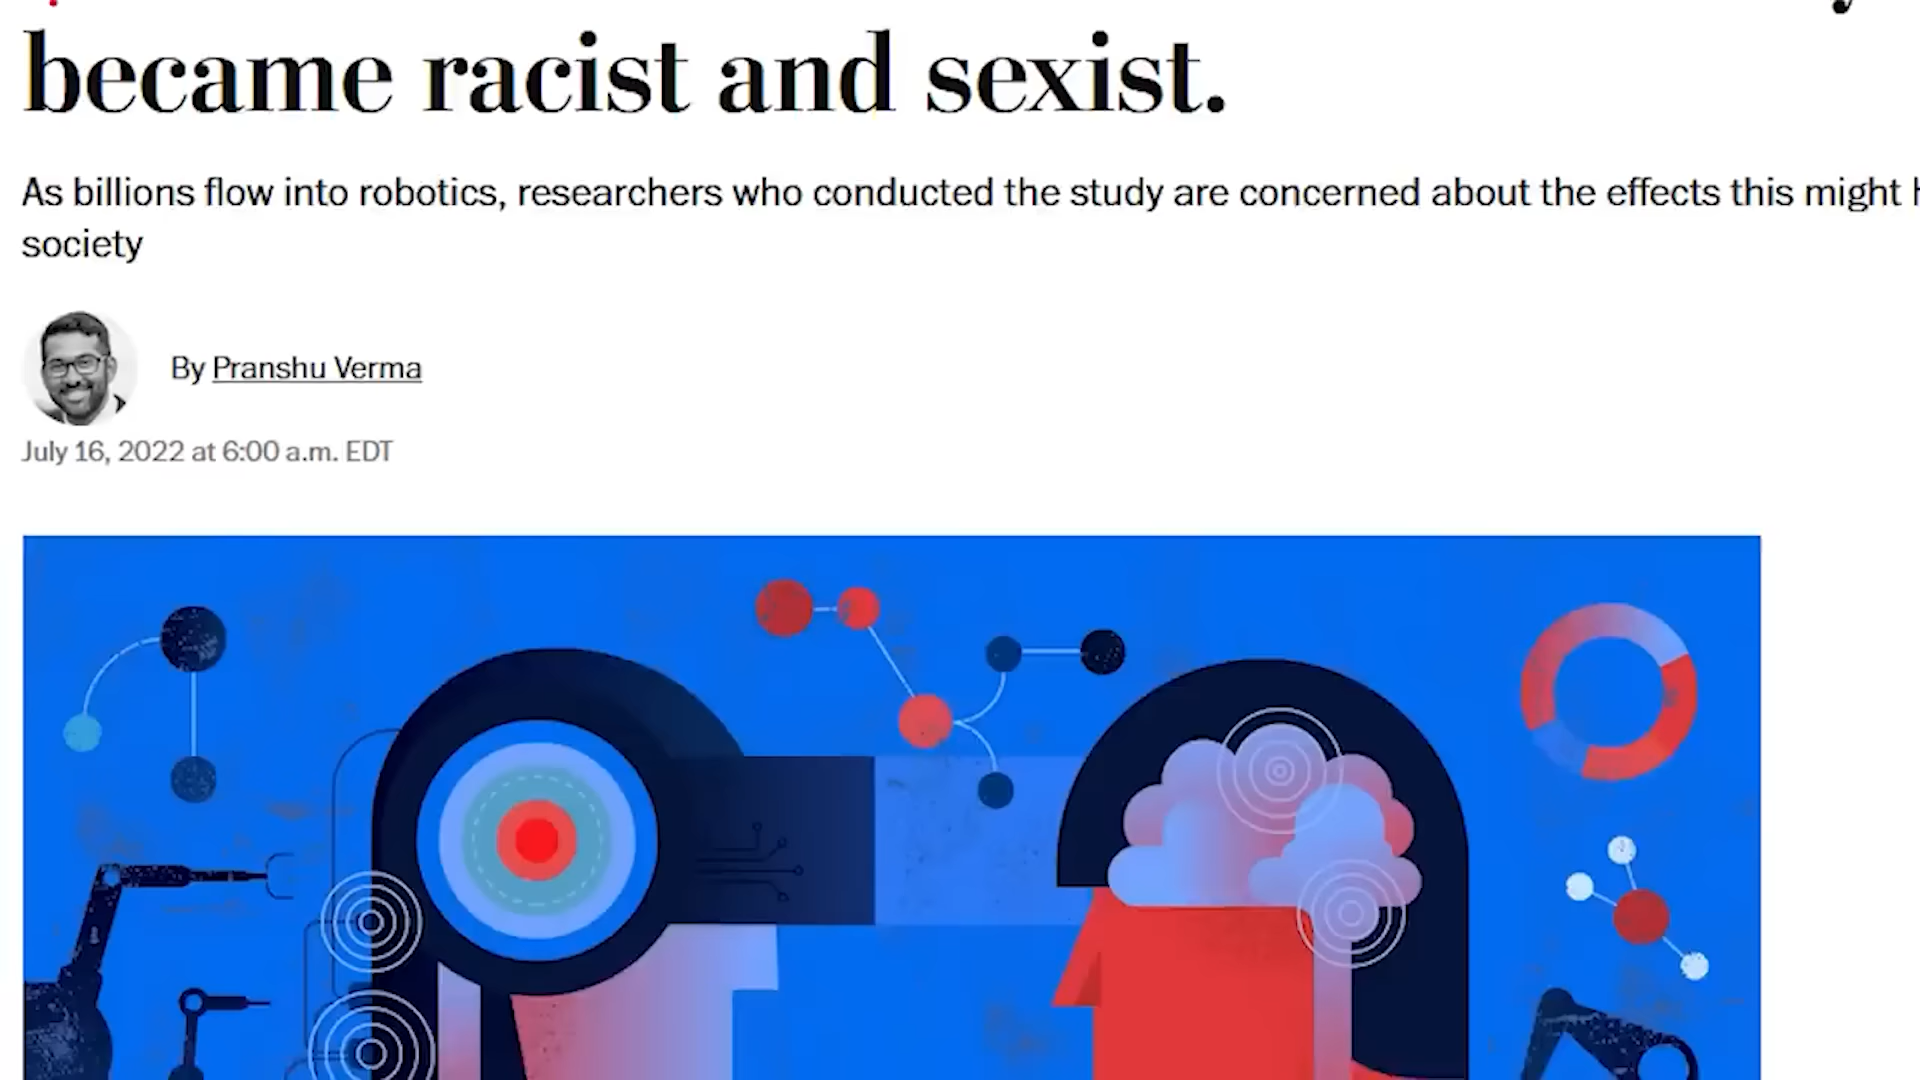 became racist and sexist.
As billions flow into robotics, researchers who conducted the study are concerned about the effects this might
society
By Pranshu Verma
July 16, 2022 at 6:00 a.m. EDT